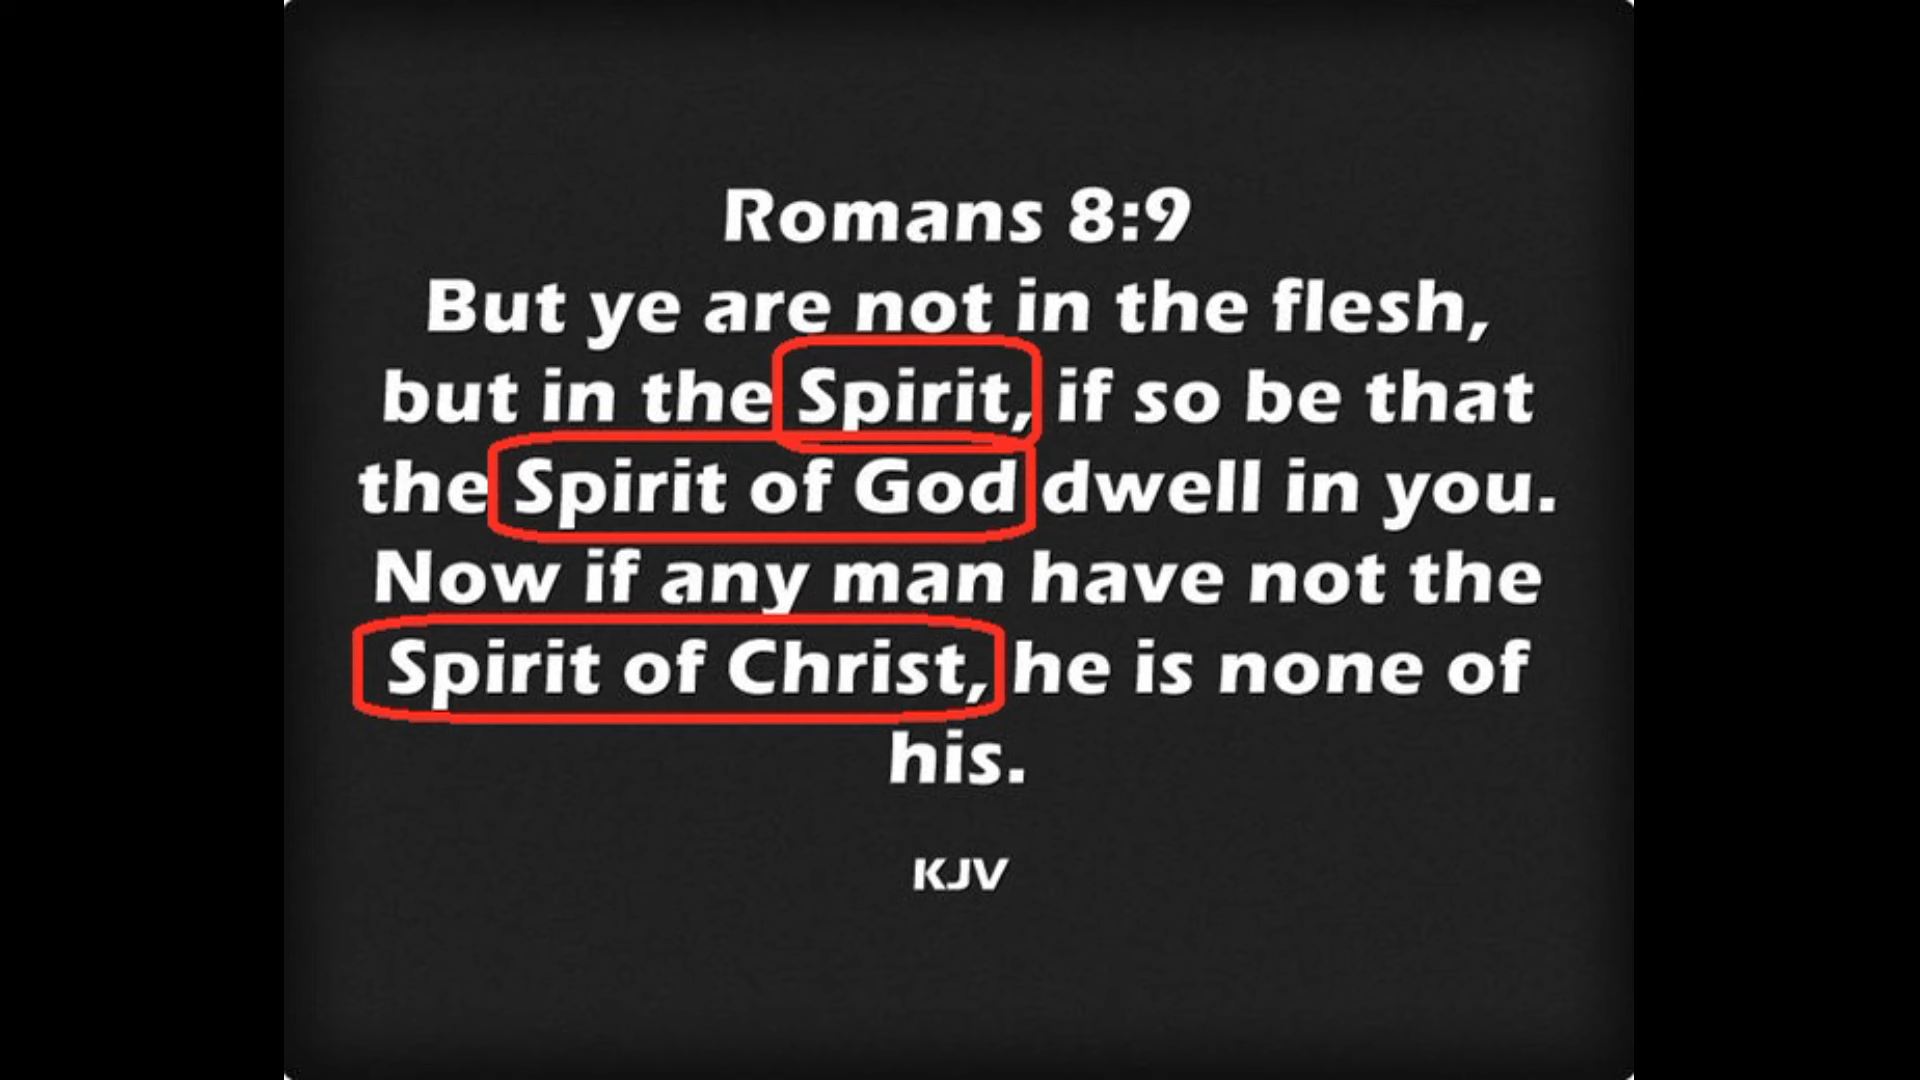 Romans 8:9
But ye are not in the flesh,
but in the Spirit, if so be that
the Spirit of God dwell in you.
Now if any man have not the
Spirit of Christ, he is none of
his.
KJV